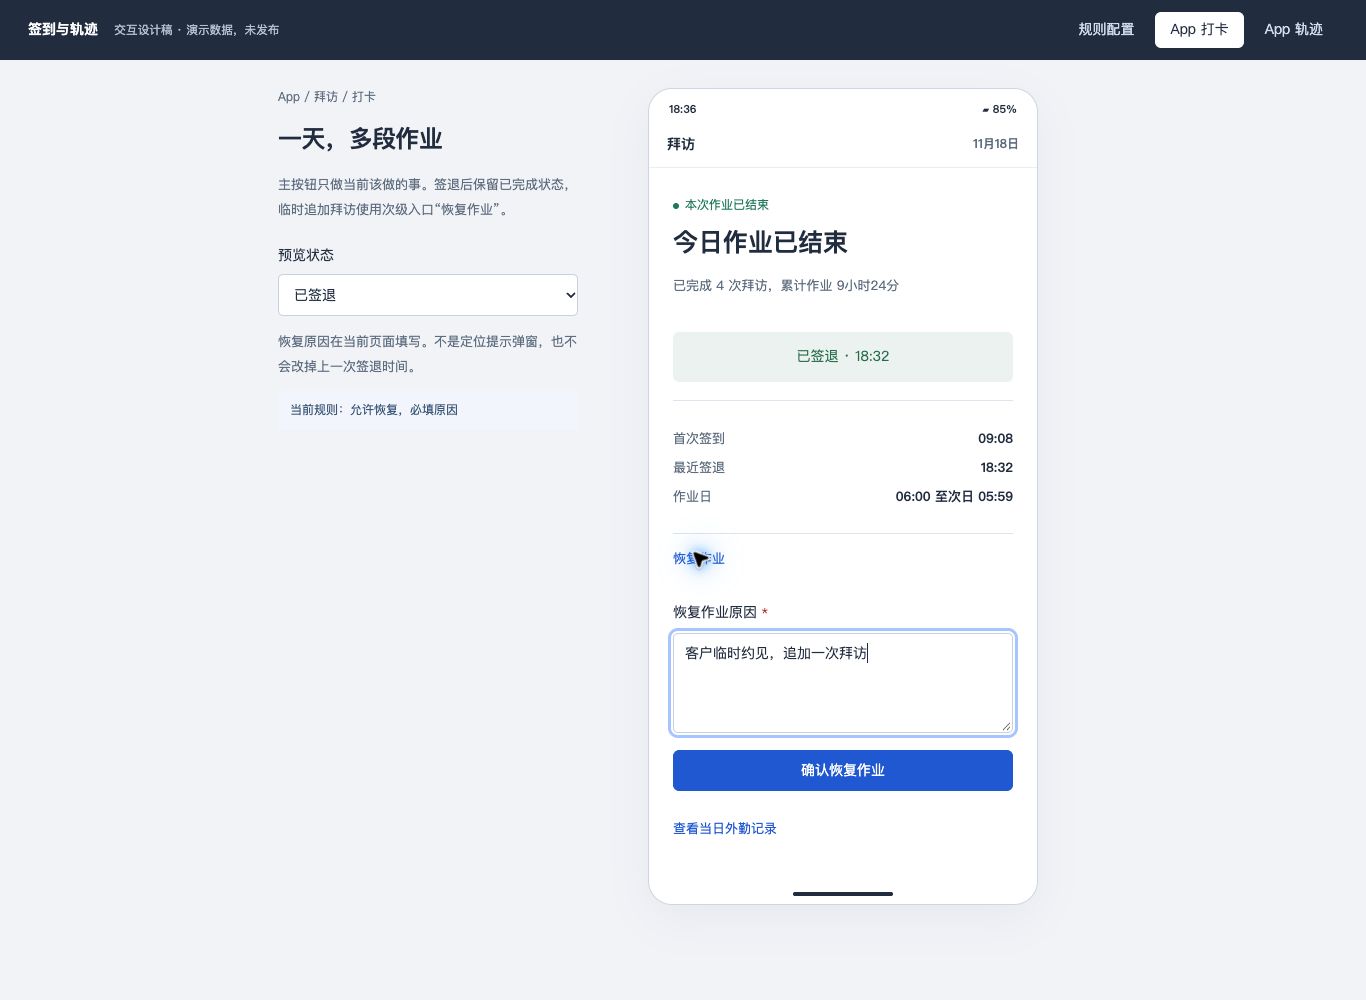 签到与轨迹
交互设计稿 · 演示数据，未发布
规则配置
App 打卡
App 轨迹
App / 拜访 / 打卡
一天，多段作业
主按钮只做当前该做的事。签退后保留已完成状态，
临时追加拜访使用次级入口“恢复作业”。
预览状态
已签退
恢复原因在当前页面填写。不是定位提示弹窗，也不
会改掉上一次签退时间。
当前规则：允许恢复，必填原因
18:36
85%
拜访
11月18日
本次作业已结束
今日作业已结束
已完成 4 次拜访，累计作业 9小时24分
已签退 · 18:32
首次签到 09:08
最近签退 18:32
作业日 06:00 至次日 05:59
恢复作业
恢复作业原因 *
客户临时约见，追加一次拜访
确认恢复作业
查看当日外勤记录